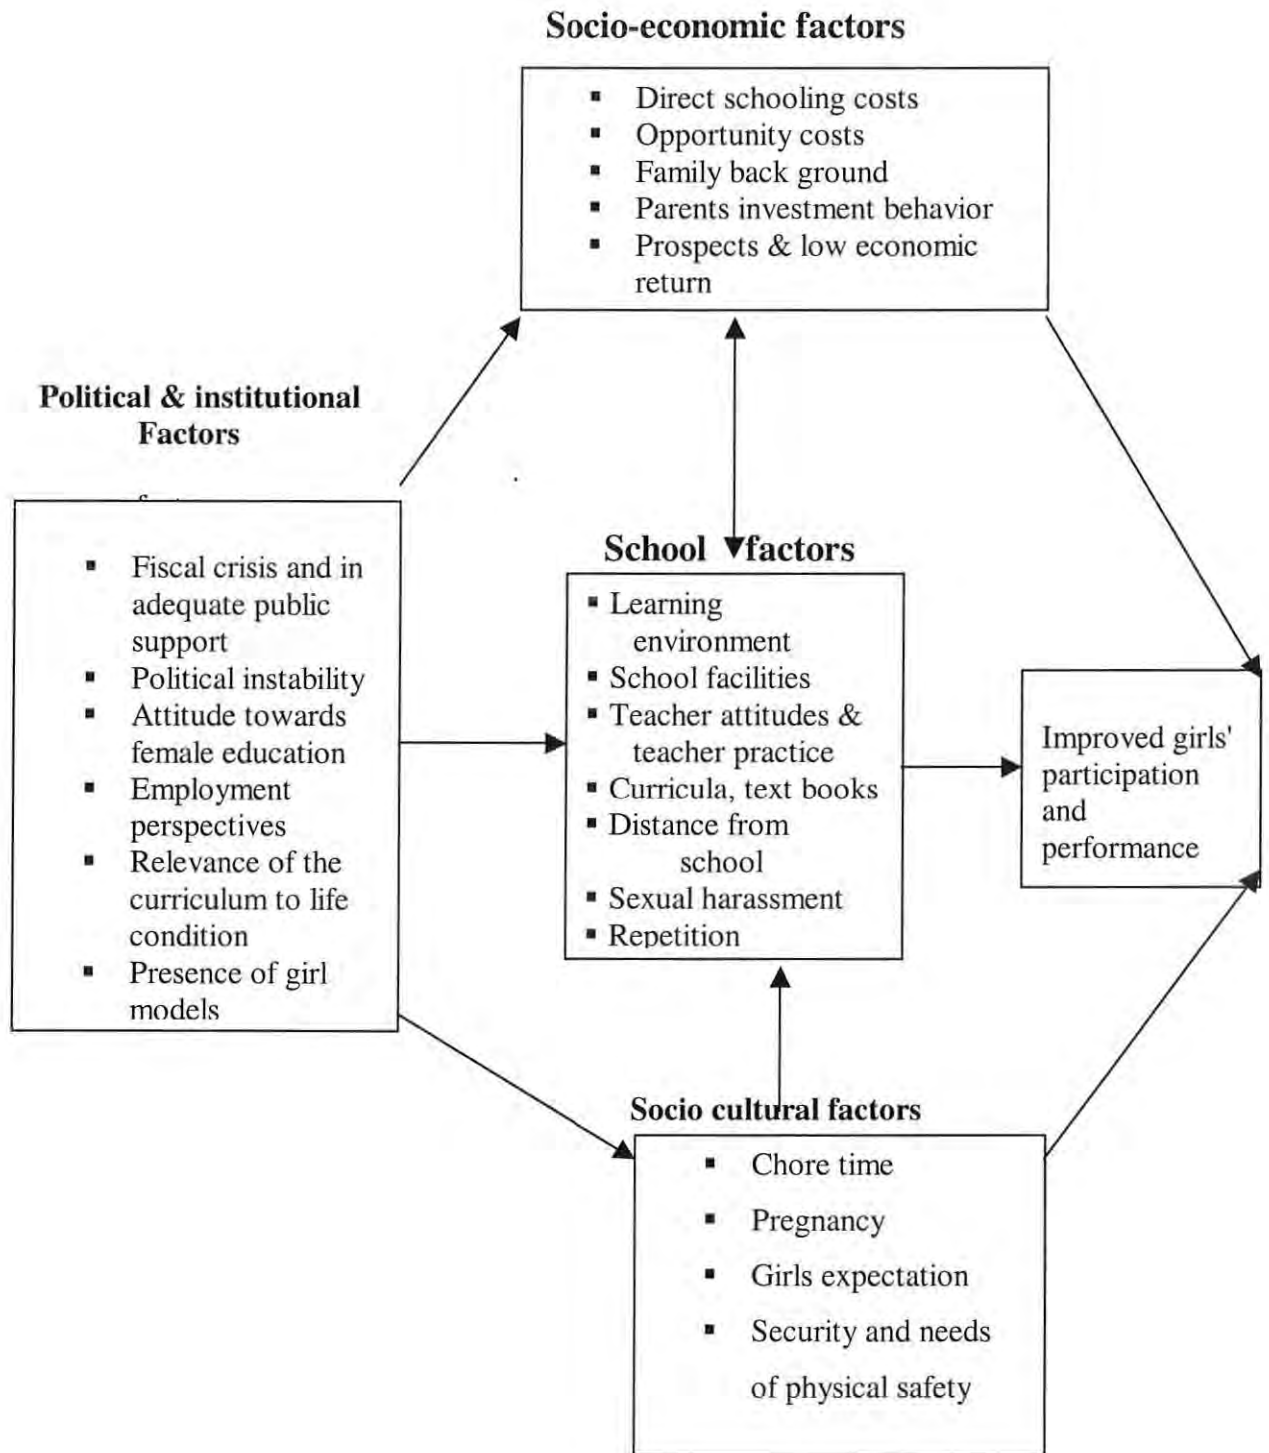 Socio-economic factors
▪ Direct schooling costs
▪ Opportunity costs
▪ Family back ground
▪ Parents investment behavior
▪ Prospects & low economic
return
Political & institutional
Factors
▪ Fiscal crisis and in
adequate public
support
▪ Political instability
▪ Attitude towards
female education
▪ Employment
perspectives
▪ Relevance of the
curriculum to life
condition
▪ Presence of girl
models
School factors
▪ Learning
environment
▪ School facilities
▪ Teacher attitudes &
teacher practice
▪ Curricula, text books
▪ Distance from
school
▪ Sexual harassment
▪ Repetition
Improved girls'
participation
and
performance
Socio cultural factors
▪ Chore time
▪ Pregnancy
▪ Girls expectation
▪ Security and needs
of physical safety